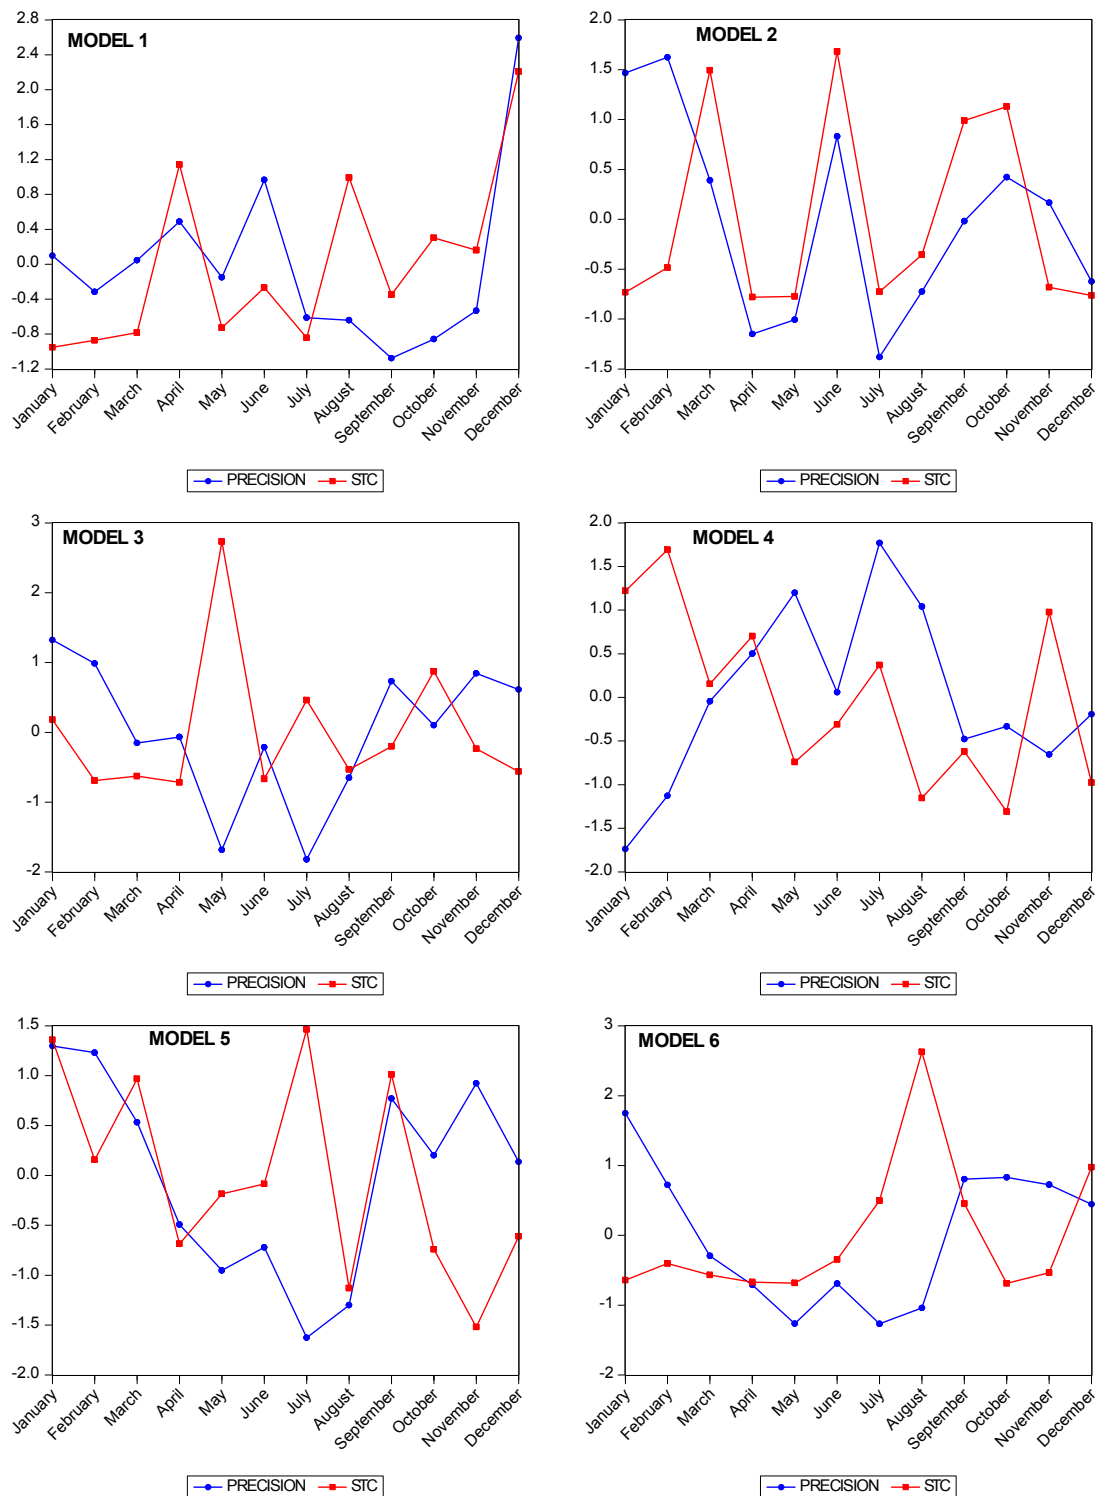 MODEL 1
2.8
2.4
2.0
1.6
1.2
0.8
0.4
0.0
-0.4
-0.8
-1.2
January
February
March
April
May
June
July
August
September
October
November
December
PRECISION STC
MODEL 2
2.0
1.5
1.0
0.5
0.0
-0.5
-1.0
-1.5
January
February
March
April
May
June
July
August
September
October
November
December
PRECISION STC
MODEL 3
3
2
1
0
-1
-2
January
February
March
April
May
June
July
August
September
October
November
December
PRECISION STC
MODEL 4
2.0
1.5
1.0
0.5
0.0
-0.5
-1.0
-1.5
-2.0
January
February
March
April
May
June
July
August
September
October
November
December
PRECISION STC
MODEL 5
1.5
1.0
0.5
0.0
-0.5
-1.0
-1.5
-2.0
January
February
March
April
May
June
July
August
September
October
November
December
PRECISION STC
MODEL 6
3
2
1
0
-1
-2
January
February
March
April
May
June
July
August
September
October
November
December
PRECISION STC